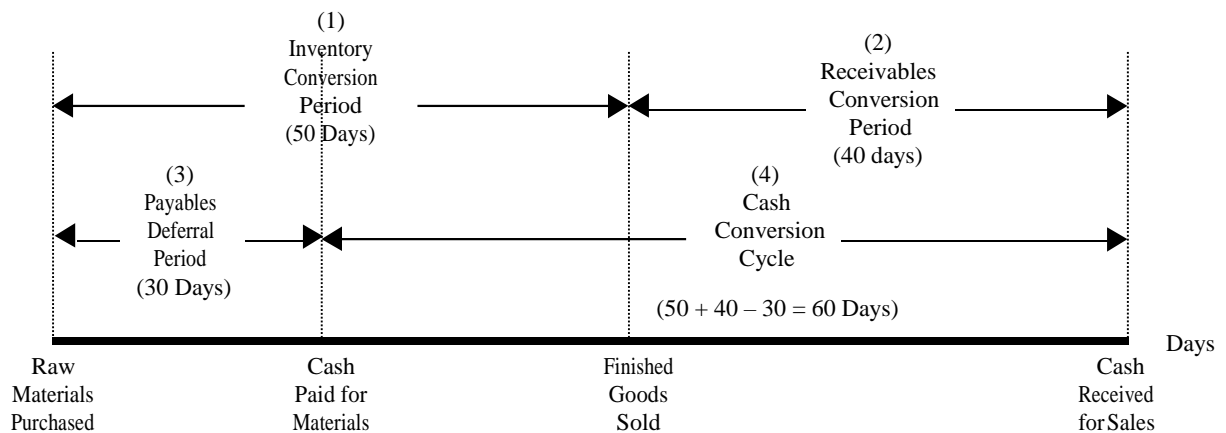 (1)
Inventory
Conversion
Period
(50 Days)
(2)
Receivables
Conversion
Period
(40 days)
(3)
Payables
Deferral
Period
(30 Days)
(4)
Cash
Conversion
Cycle
(50 + 40 – 30 = 60 Days)
Days
Raw
Materials
Purchased
Cash
Paid for
Materials
Finished
Goods
Sold
Cash
Received
for Sales